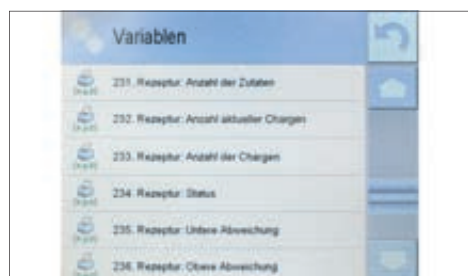 Variablen
231. Rezeptur: Anzahl der Zutaten
232. Rezeptur: Anzahl aktueller Chargen
233. Rezeptur: Anzahl der Chargen
234. Rezeptur: Status
235. Rezeptur: Untere Abweichung
236. Rezeptur: Obere Abweichung